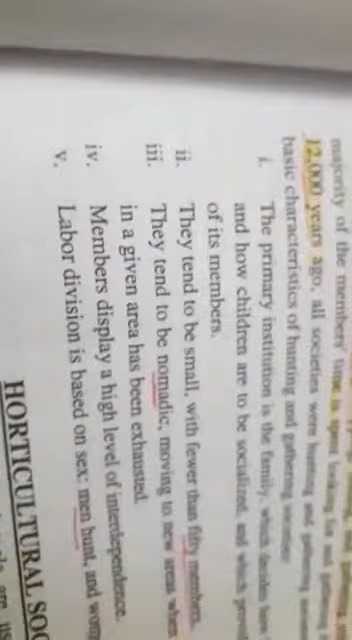 majority of the members' time is spent looking for and gathering
12,000 years ago, all societies were hunting and gathering
basic characteristics of hunting and gathering societies:
i. The primary institution is the family, which decides how
and how children are to be socialized, and which
of its members.
ii. They tend to be small, with fewer than fifty members.
iii. They tend to be nomadic, moving to new areas when
in a given area has been exhausted.
iv. Members display a high level of interdependence.
v. Labor division is based on sex: men hunt, and
HORTICULTURAL